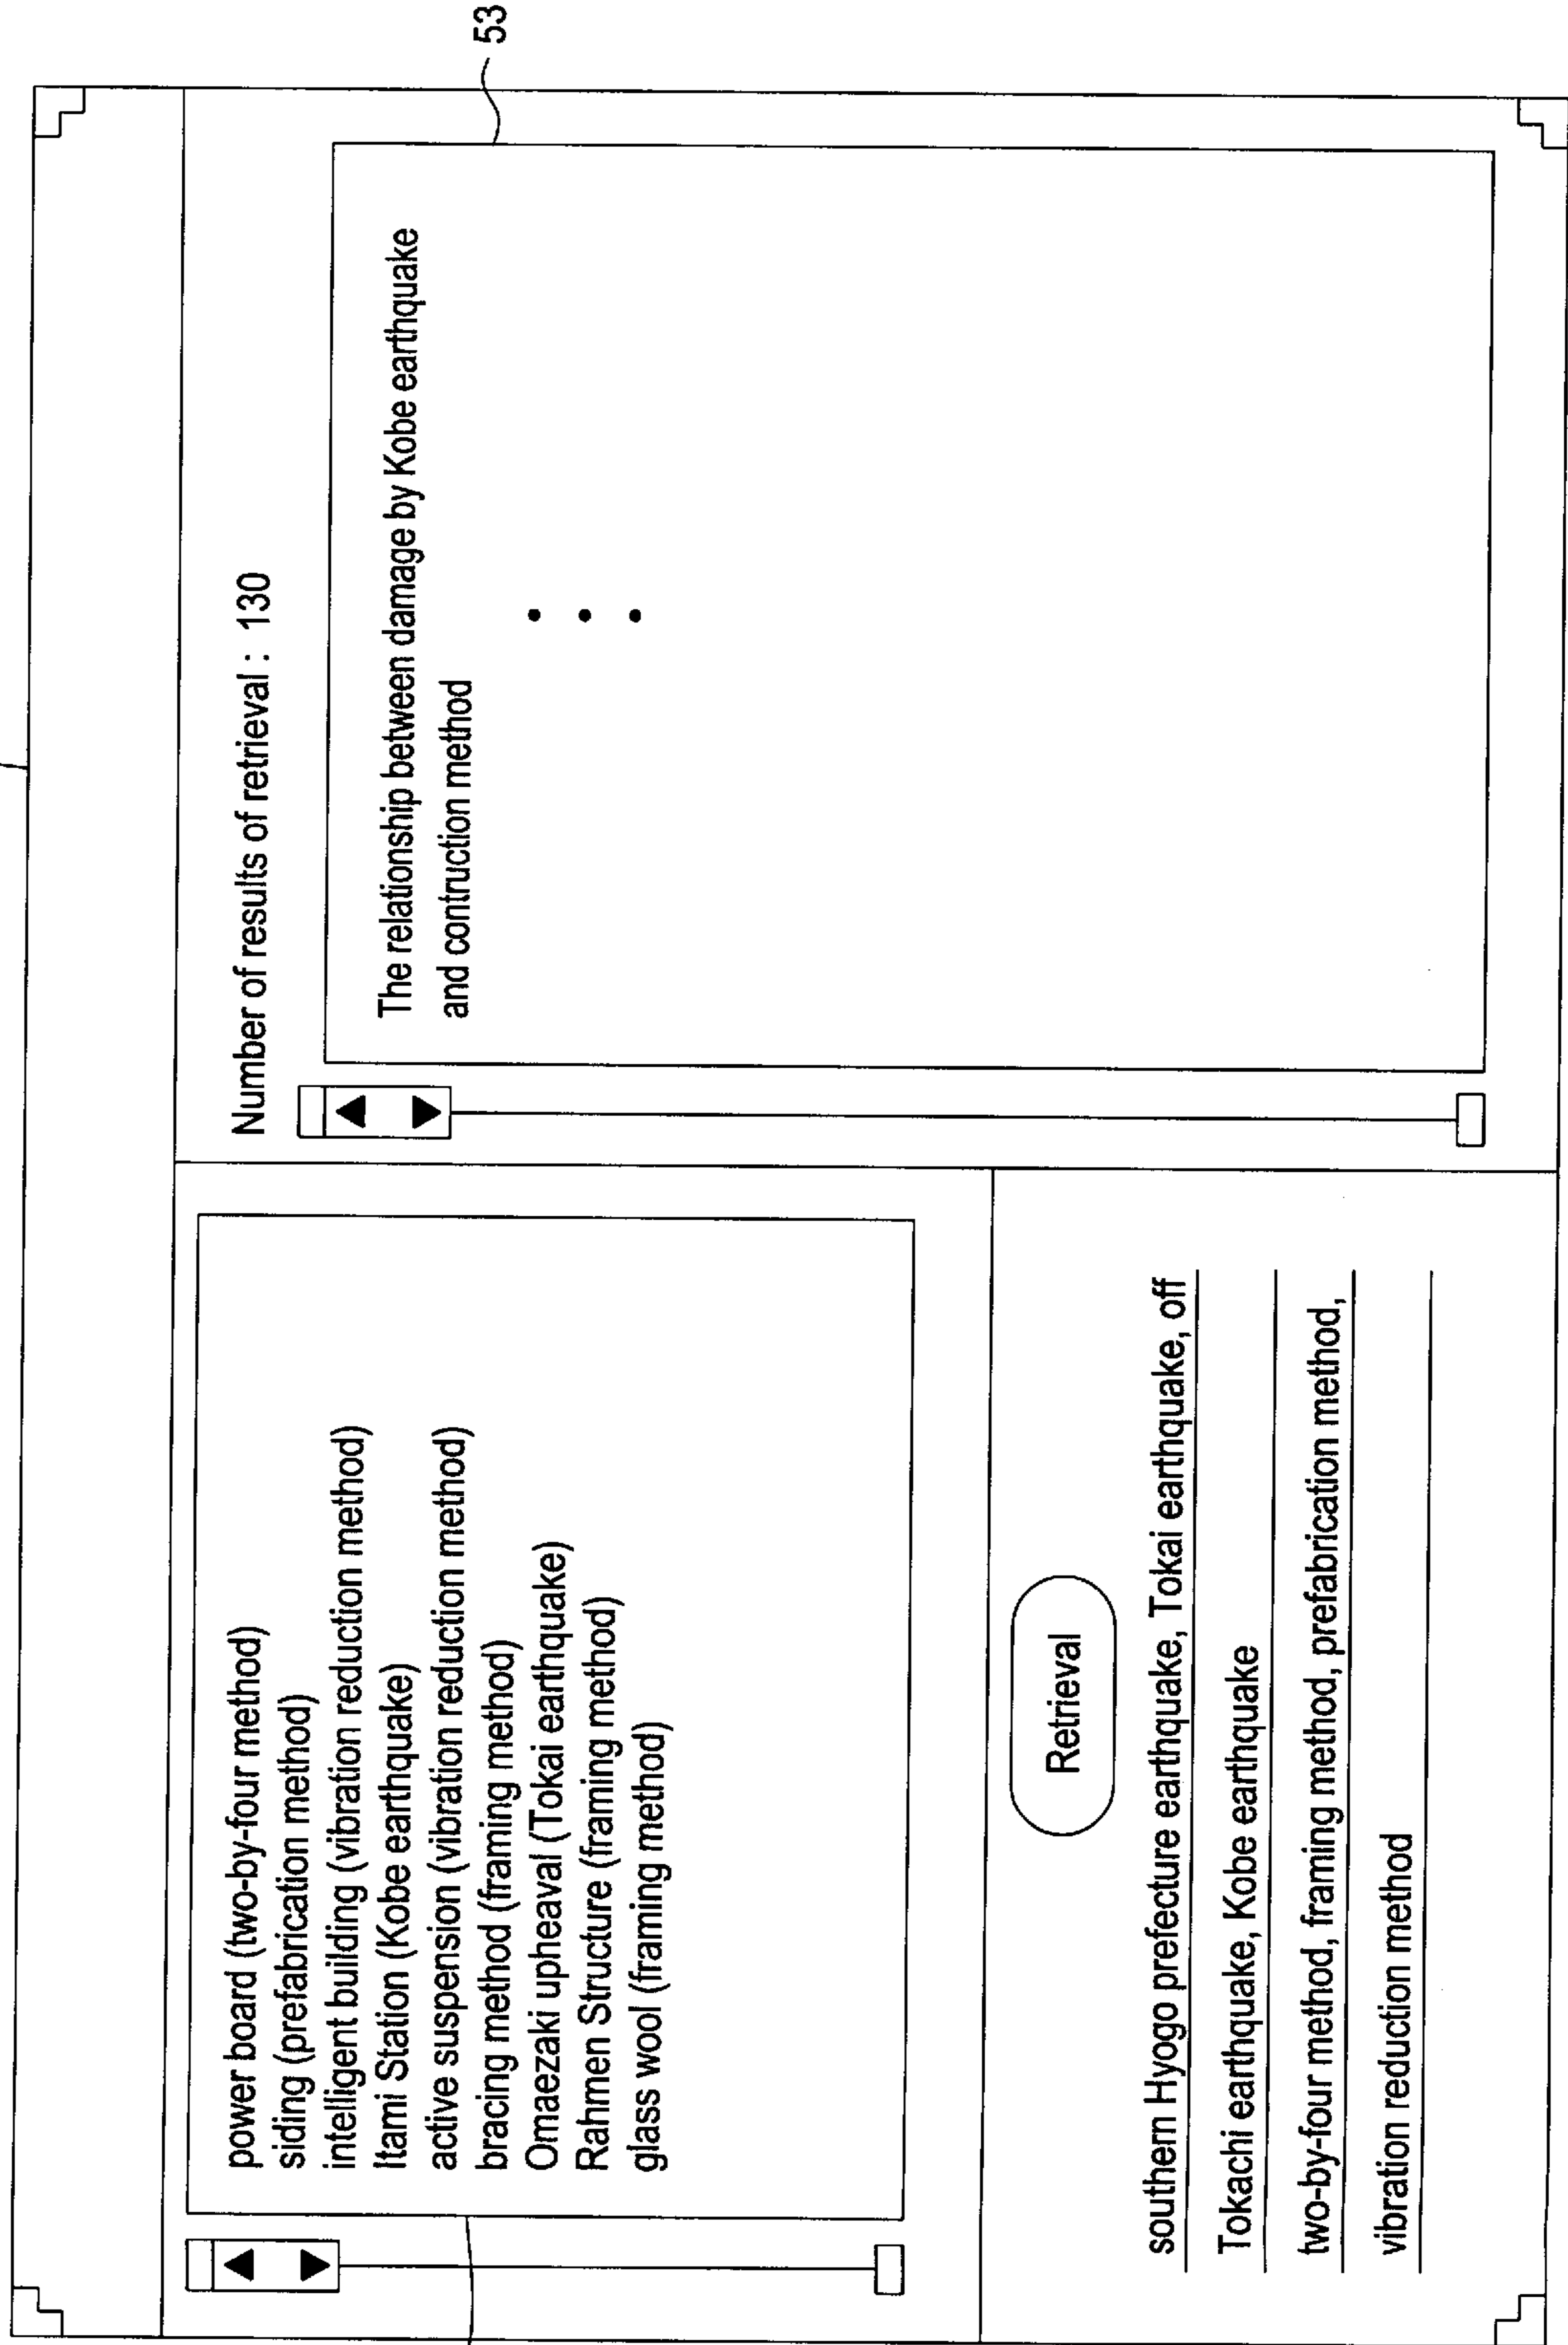 power board (two-by-four method)
siding (prefabrication method)
intelligent building (vibration reduction method)
Itami Station (Kobe earthquake)
active suspension (vibration reduction method)
bracing method (framing method)
Omaezaki upheaval (Tokai earthquake)
Rahmen Structure (framing method)
glass wool (framing method)
Retrieval
southern Hyogo prefecture earthquake, Tokai earthquake, off
Tokachi earthquake, Kobe earthquake
two-by-four method, framing method, prefabrication method,
vibration reduction method
Number of results of retrieval : 130
The relationship between damage by Kobe earthquake
and contruction method
53